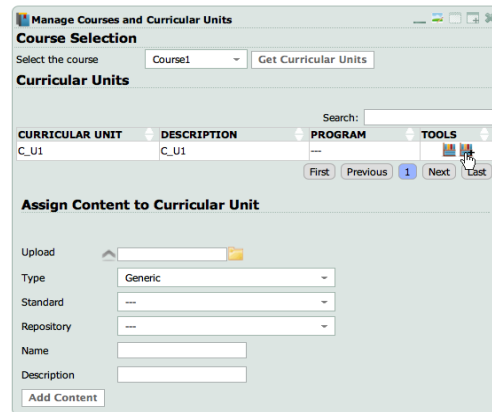 Manage Courses and Curricular Units
Course Selection
Select the course Course1 Get Curricular Units
Curricular Units
Search:
CURRICULAR UNIT DESCRIPTION PROGRAM TOOLS
C_U1 C_U1 ---
First Previous 1 Next Last
Assign Content to Curricular Unit
Upload
Type Generic
Standard ---
Repository ---
Name
Description
Add Content